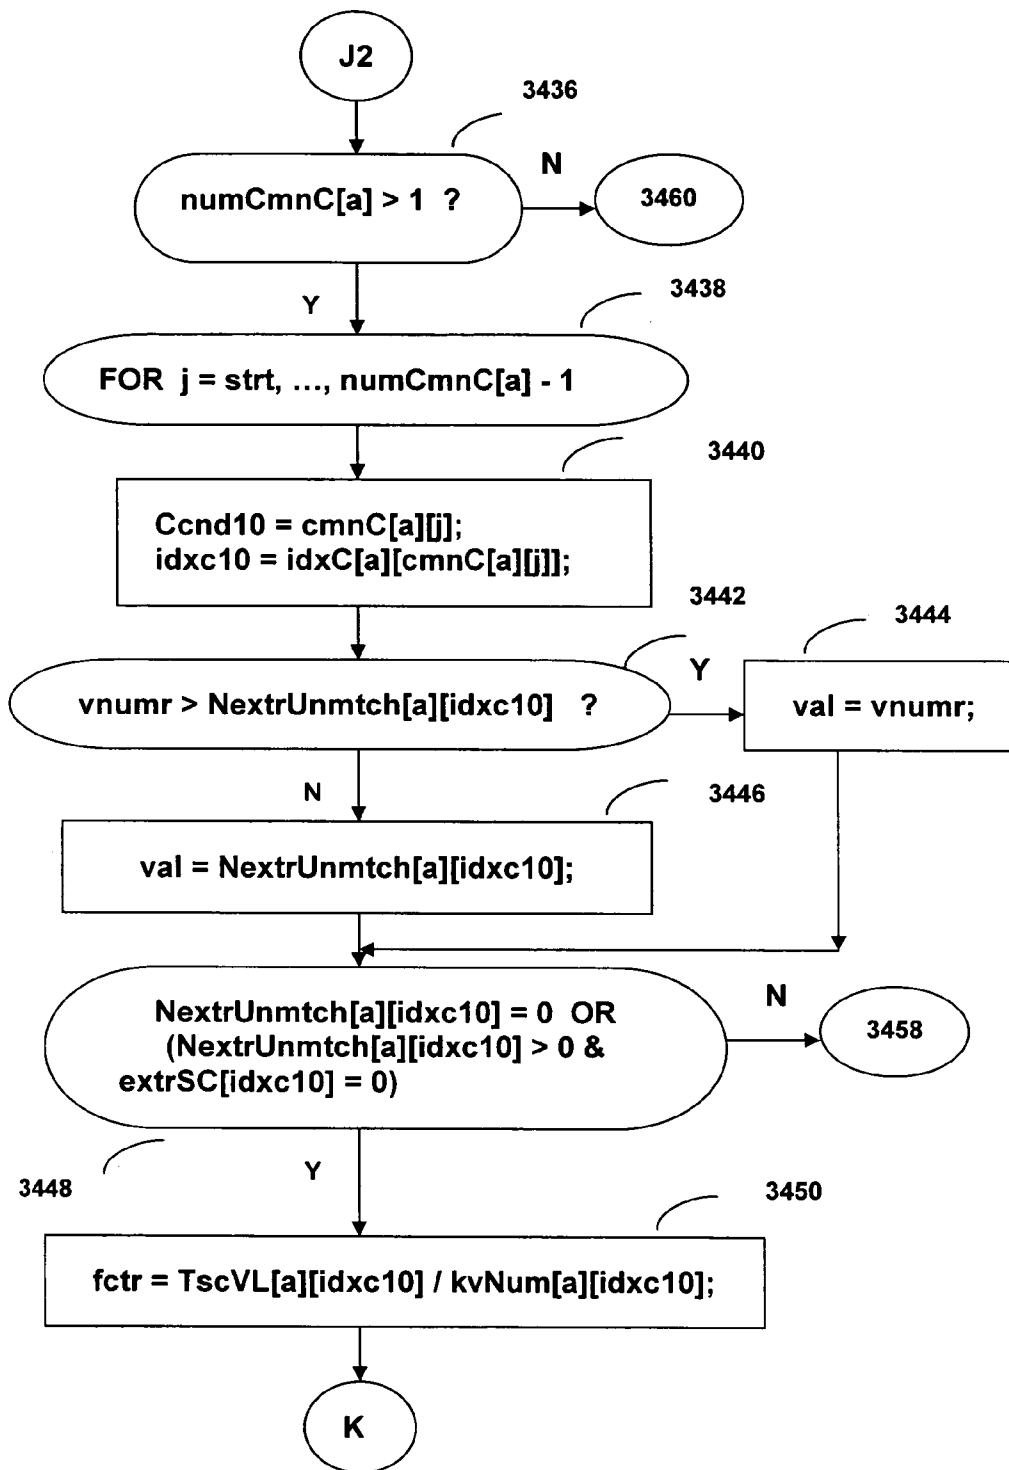 J2
3436
numCmnC[a] > 1 ?
N
3460
Y
3438
FOR j = strt, ..., numCmnC[a] - 1
3440
Ccnd10 = cmnC[a][j];
idxc10 = idxC[a][cmnC[a][j]];
3442
3444
vnumr > NextrUnmtch[a][idxc10] ?
Y
val = vnumr;
N
3446
val = NextrUnmtch[a][idxc10];
NextrUnmtch[a][idxc10] = 0 OR
(NextrUnmtch[a][idxc10] > 0 &
extrSC[idxc10] = 0)
N
3458
3448
Y
3450
fctr = TscVL[a][idxc10] / kvNum[a][idxc10];
K